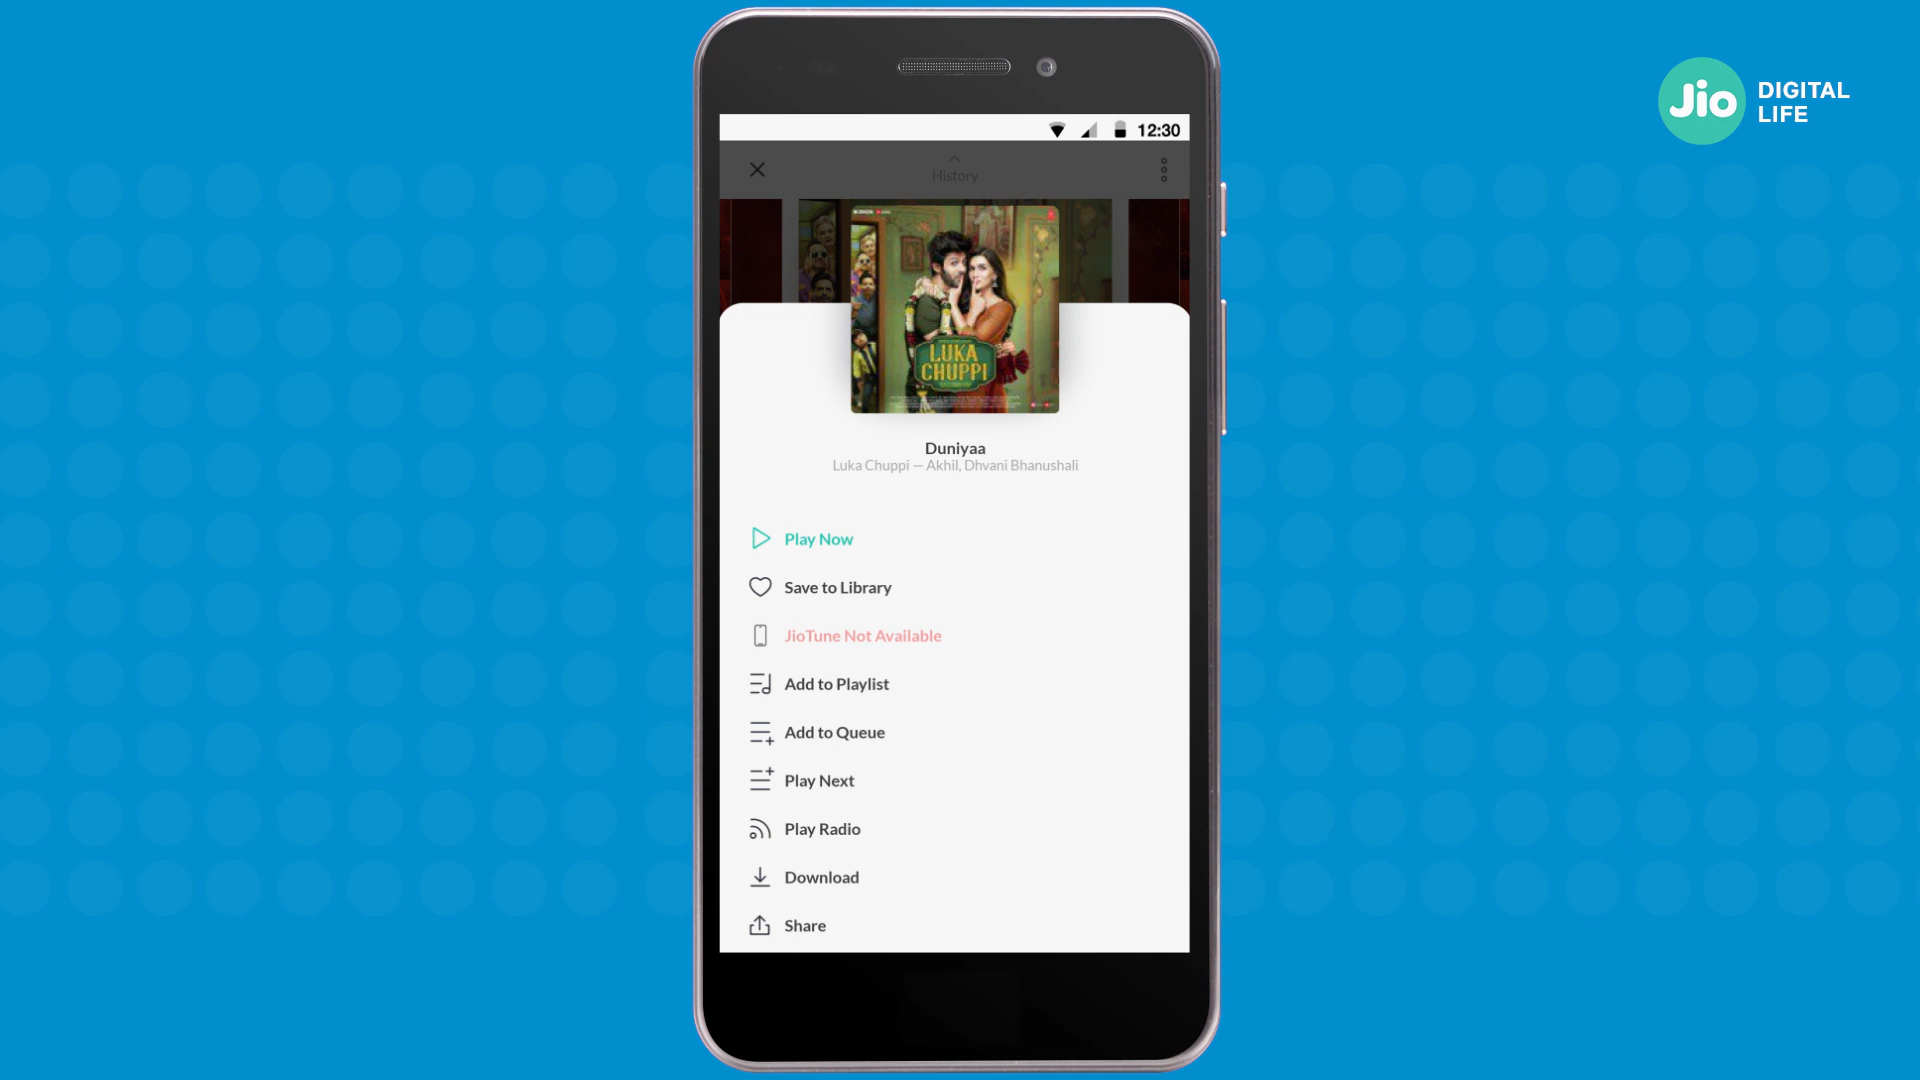 Jio DIGITAL
LIFE
12:30
History
LUKA
CHUPPI
Duniyaa
Luka Chuppi — Akhil, Dhvani Bhanushali
Play Now
Save to Library
JioTune Not Available
Add to Playlist
Add to Queue
Play Next
Play Radio
Download
Share